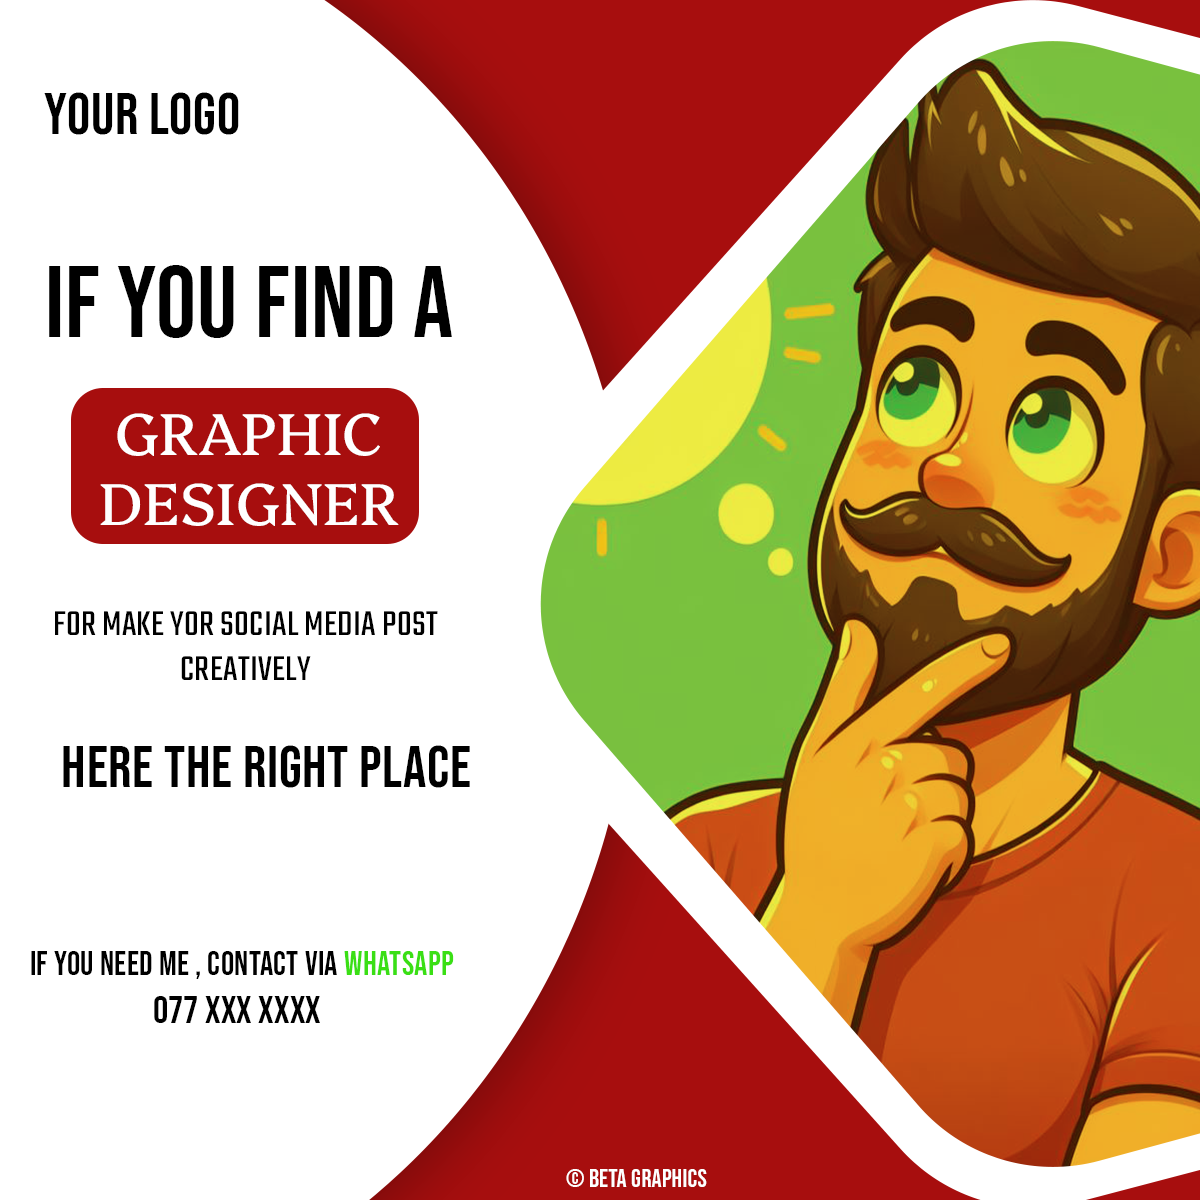 YOUR LOGO
IF YOU FIND A
GRAPHIC
DESIGNER
FOR MAKE YOR SOCIAL MEDIA POST
CREATIVELY
HERE THE RIGHT PLACE
IF YOU NEED ME , CONTACT VIA WHATSAPP
077 XXX XXXX
© BETA GRAPHICS